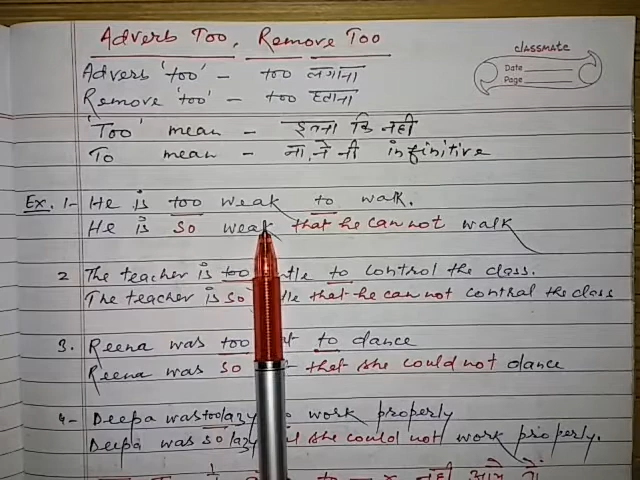 Adverb Too, Remove Too
classmate
Date
Page
Adverb 'too' - too लगाना
Remove 'too' - too हटाना
'Too' mean - इतना कि नही
To mean - ना, ने नी infinitive
Ex. 1- He is too weak to walk.
He is so weak that he can not walk
2 The teacher is too to control the class.
The teacher is so that he can not control the class
3. Reena was too to dance
Reena was so that she could not dance
4- Deepa was too lazy work properly
Deepa was so lazy she could not work properly.